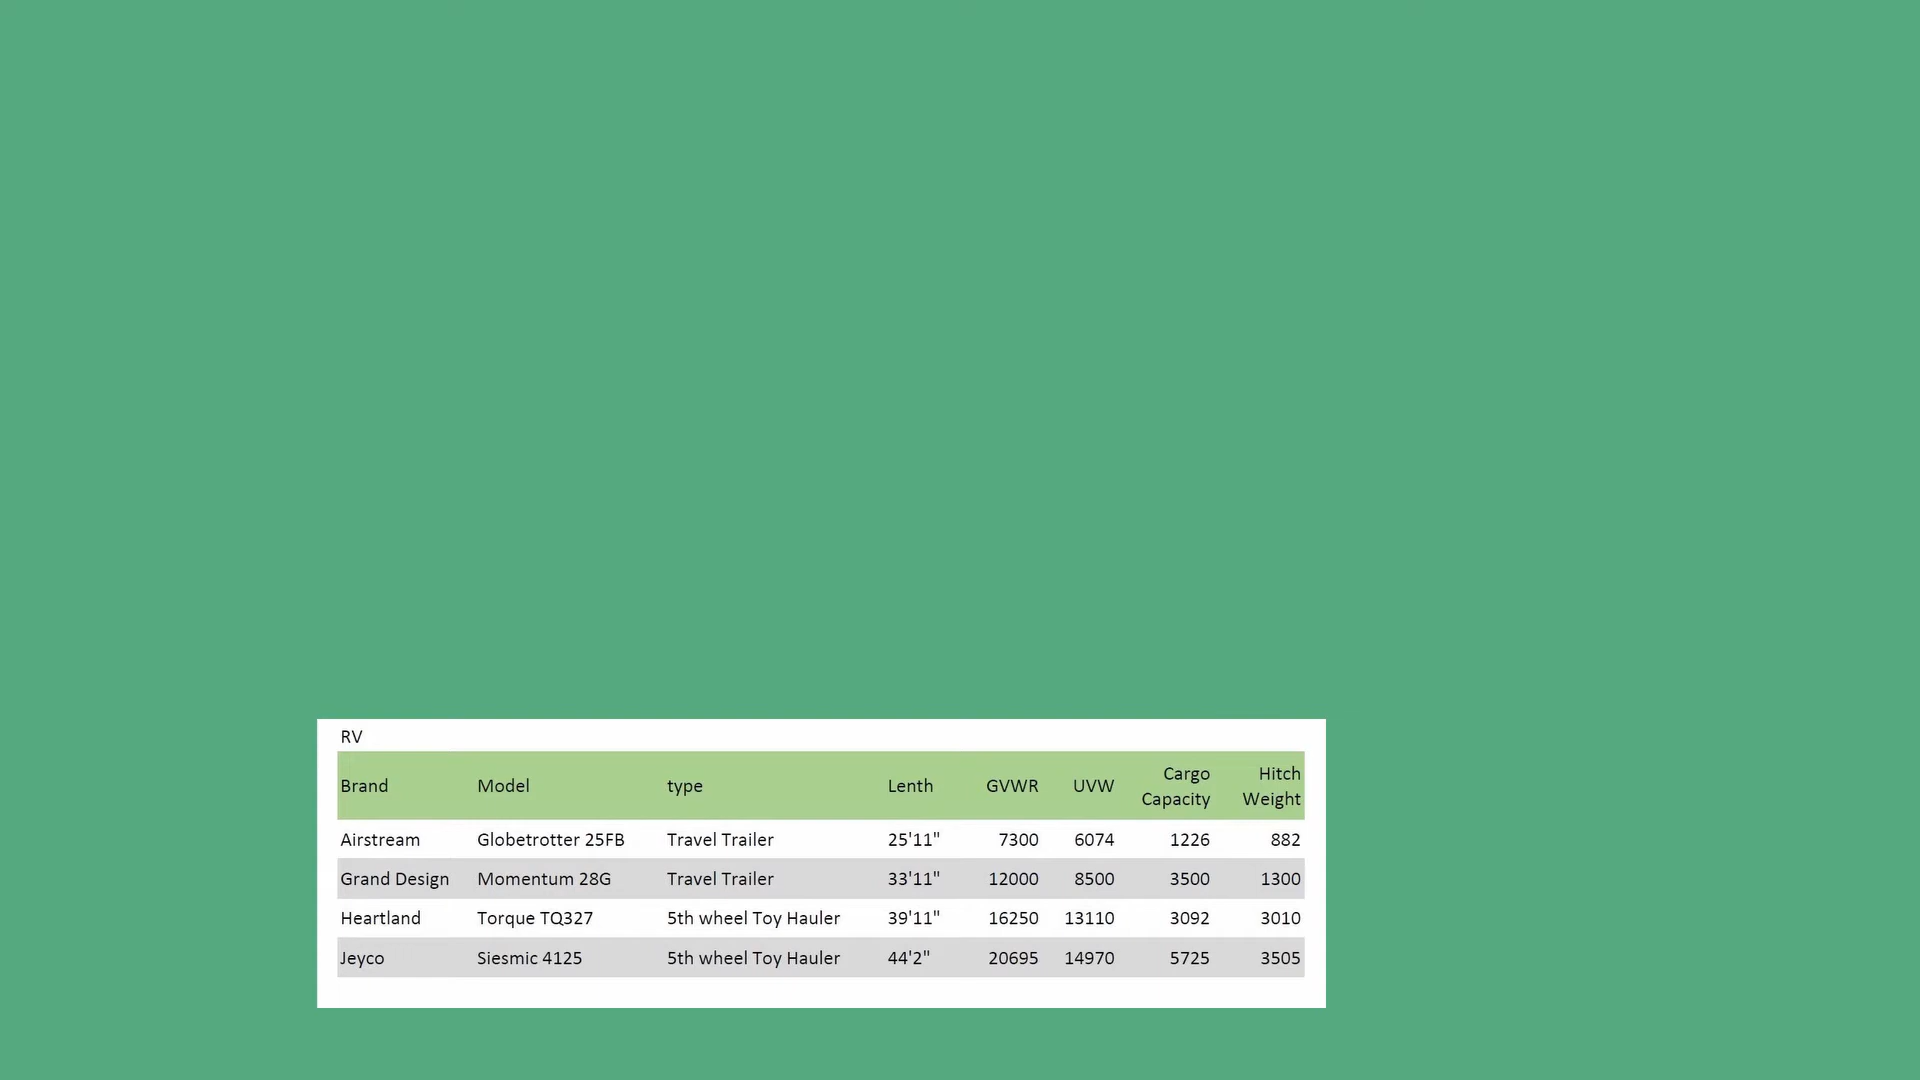 RV
Brand Model type Lenth GVWR UVW Cargo Capacity Hitch Weight
Airstream Globetrotter 25FB Travel Trailer 25'11" 7300 6074 1226 882
Grand Design Momentum 28G Travel Trailer 33'11" 12000 8500 3500 1300
Heartland Torque TQ327 5th wheel Toy Hauler 39'11" 16250 13110 3092 3010
Jeyco Siesmic 4125 5th wheel Toy Hauler 44'2" 20695 14970 5725 3505